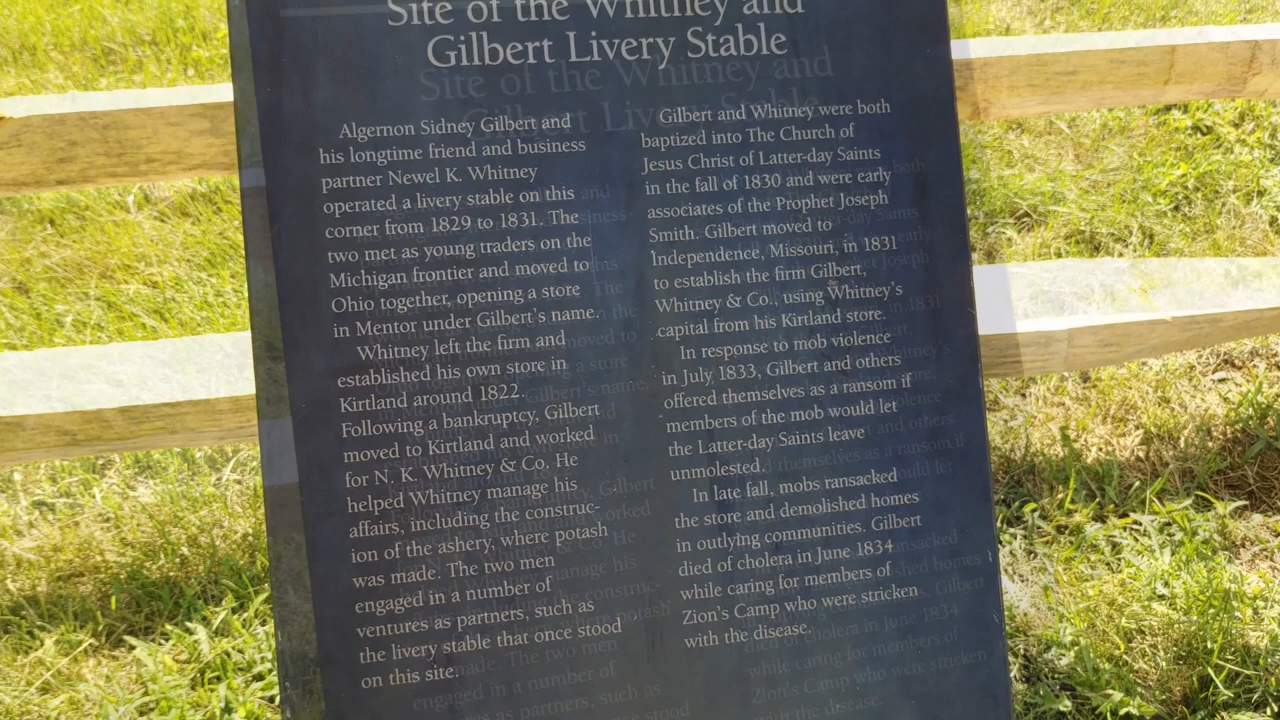 Site of the Whitney and
Gilbert Livery Stable
Algernon Sidney Gilbert and
his longtime friend and business
partner Newel K. Whitney
operated a livery stable on this
corner from 1829 to 1831. The
two met as young traders on the
Michigan frontier and moved to
Ohio together, opening a store
in Mentor under Gilbert's name.
Whitney left the firm and
established his own store in
Kirtland around 1822.
Following a bankruptcy, Gilbert
moved to Kirtland and worked
for N. K. Whitney & Co. He
helped Whitney manage his
affairs, including the construc-
ion of the ashery, where potash
was made. The two men
engaged in a number of
ventures as partners, such as
the livery stable that once stood
on this site.
Gilbert and Whitney were both
baptized into The Church of
Jesus Christ of Latter-day Saints
in the fall of 1830 and were early
associates of the Prophet Joseph
Smith. Gilbert moved to
Independence, Missouri, in 1831
to establish the firm Gilbert,
Whitney & Co., using Whitney's
capital from his Kirtland store.
In response to mob violence
in July 1833, Gilbert and others
offered themselves as a ransom if
members of the mob would let
the Latter-day Saints leave
unmolested.
In late fall, mobs ransacked
the store and demolished homes
in outlying communities. Gilbert
died of cholera in June 1834
while caring for members of
Zion's Camp who were stricken
with the disease.